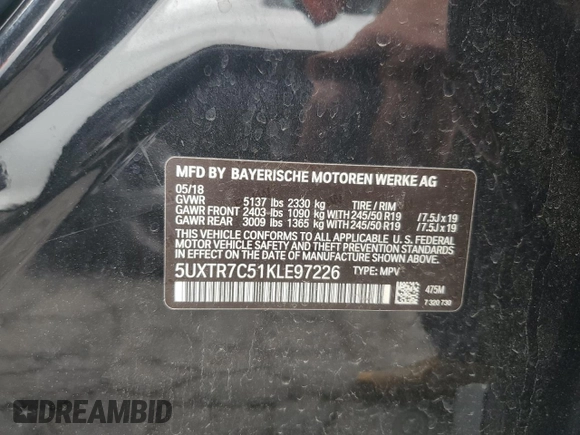 MFD BY BAYERISCHE MOTOREN WERKE AG
05/18
GVWR 5137 lbs 2330 kg TIRE / RIM
GAWR FRONT 2403-lbs 1090 kg WITH 245/50 R19 /7.5J x 19
GAWR REAR 3009 lbs 1365 kg WITH 245/50 R19 /7.5J x 19
THIS VEHICLE CONFORMS TO ALL APPLICABLE U.S. FEDERAL
MOTOR VEHICLE SAFETY, AND THEFT PREVENTION STANDARDS
IN EFFECT ON THE DATE OF MANUFACTURE SHOWN ABOVE.
5UXTR7C51KLE97226 TYPE: MPV
475M
7 320 730
DREAMBID